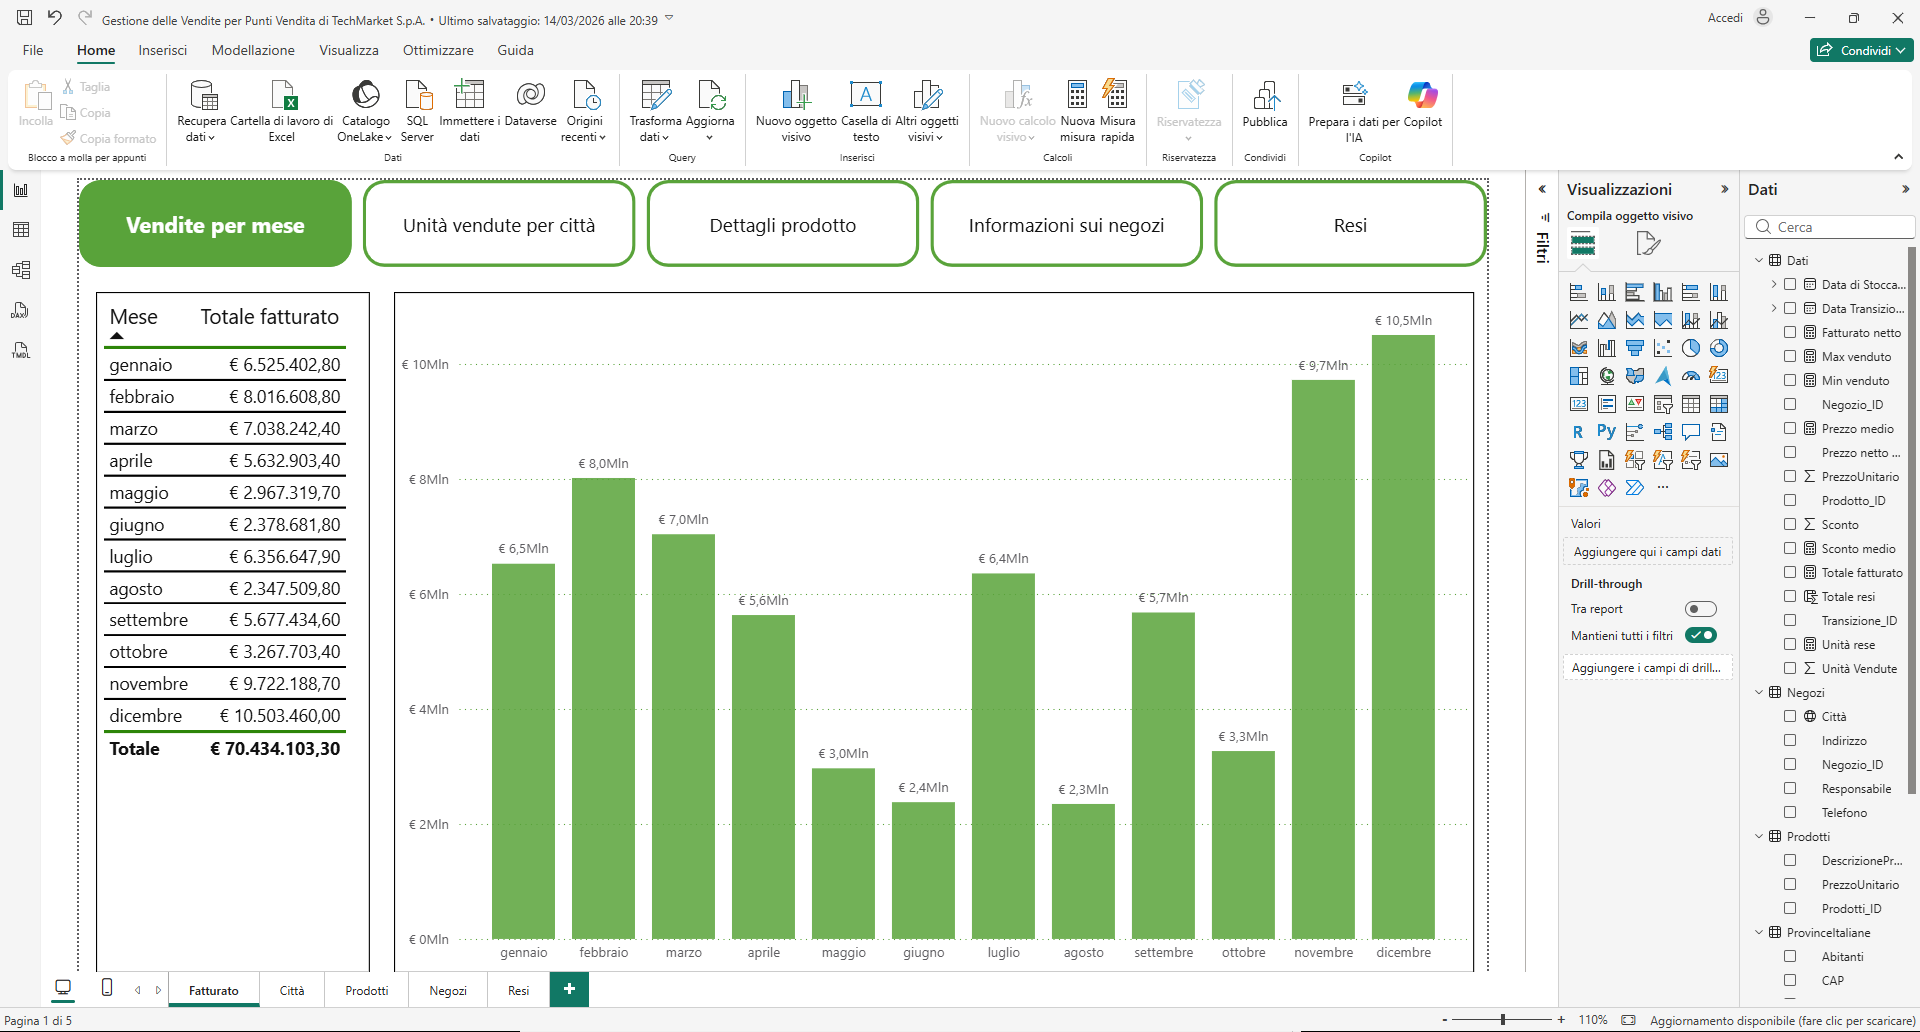 Gestione delle Vendite per Punti Vendita di TechMarket S.p.A. • Ultimo salvataggio: 14/03/2026 alle 20:39
Accedi
File
Home
Inserisci
Modellazione
Visualizza
Ottimizzare
Guida
Condividi
Incolla
Taglia
Copia
Copia formato
Blocco a molla per appunti
Recupera dati
Cartella di lavoro di Excel
Catalogo OneLake
SQL Server
Immettere i dati
Dataverse
Origini recenti
Dati
Trasforma dati
Aggiorna
Query
Nuovo oggetto visivo
Casella di testo
Altri oggetti visivi
Inserisci
Nuovo calcolo visivo
Nuova misura
Misura rapida
Calcoli
Riservatezza
Riservatezza
Pubblica
Condividi
Prepara i dati per l'IA
Copilot
Copilot
Vendite per mese
Unità vendute per città
Dettagli prodotto
Informazioni sui negozi
Resi
Mese Totale fatturato
gennaio € 6.525.402,80
febbraio € 8.016.608,80
marzo € 7.038.242,40
aprile € 5.632.903,40
maggio € 2.967.319,70
giugno € 2.378.681,80
luglio € 6.356.647,90
agosto € 2.347.509,80
settembre € 5.677.434,60
ottobre € 3.267.703,40
novembre € 9.722.188,70
dicembre € 10.503.460,00
Totale € 70.434.103,30
€ 10Mln
€ 8Mln
€ 6Mln
€ 4Mln
€ 2Mln
€ 0Mln
€ 6,5Mln
€ 8,0Mln
€ 7,0Mln
€ 5,6Mln
€ 3,0Mln
€ 2,4Mln
€ 6,4Mln
€ 2,3Mln
€ 5,7Mln
€ 3,3Mln
€ 9,7Mln
€ 10,5Mln
gennaio
febbraio
marzo
aprile
maggio
giugno
luglio
agosto
settembre
ottobre
novembre
dicembre
Filtri
Visualizzazioni
Compila oggetto visivo
R
Py
123
123
DAX
TMDL
A
Valori
Aggiungere qui i campi dati
Drill-through
Tra report
Mantieni tutti i filtri
Aggiungere i campi di drill...
Dati
Cerca
Dati
Data di Stocca...
Data Transizio...
Fatturato netto
Max venduto
Min venduto
Negozio_ID
Prezzo medio
Prezzo netto ...
PrezzoUnitario
Prodotto_ID
Sconto
Sconto medio
Totale fatturato
Totale resi
Transizione_ID
Unità rese
Unità Vendute
Negozi
Città
Indirizzo
Negozio_ID
Responsabile
Telefono
Prodotti
DescrizionePr...
PrezzoUnitario
Prodotti_ID
ProvinceItaliane
Abitanti
CAP
Fatturato
Città
Prodotti
Negozi
Resi
+
Pagina 1 di 5
- + 110%
Aggiornamento disponibile (fare clic per scaricare)